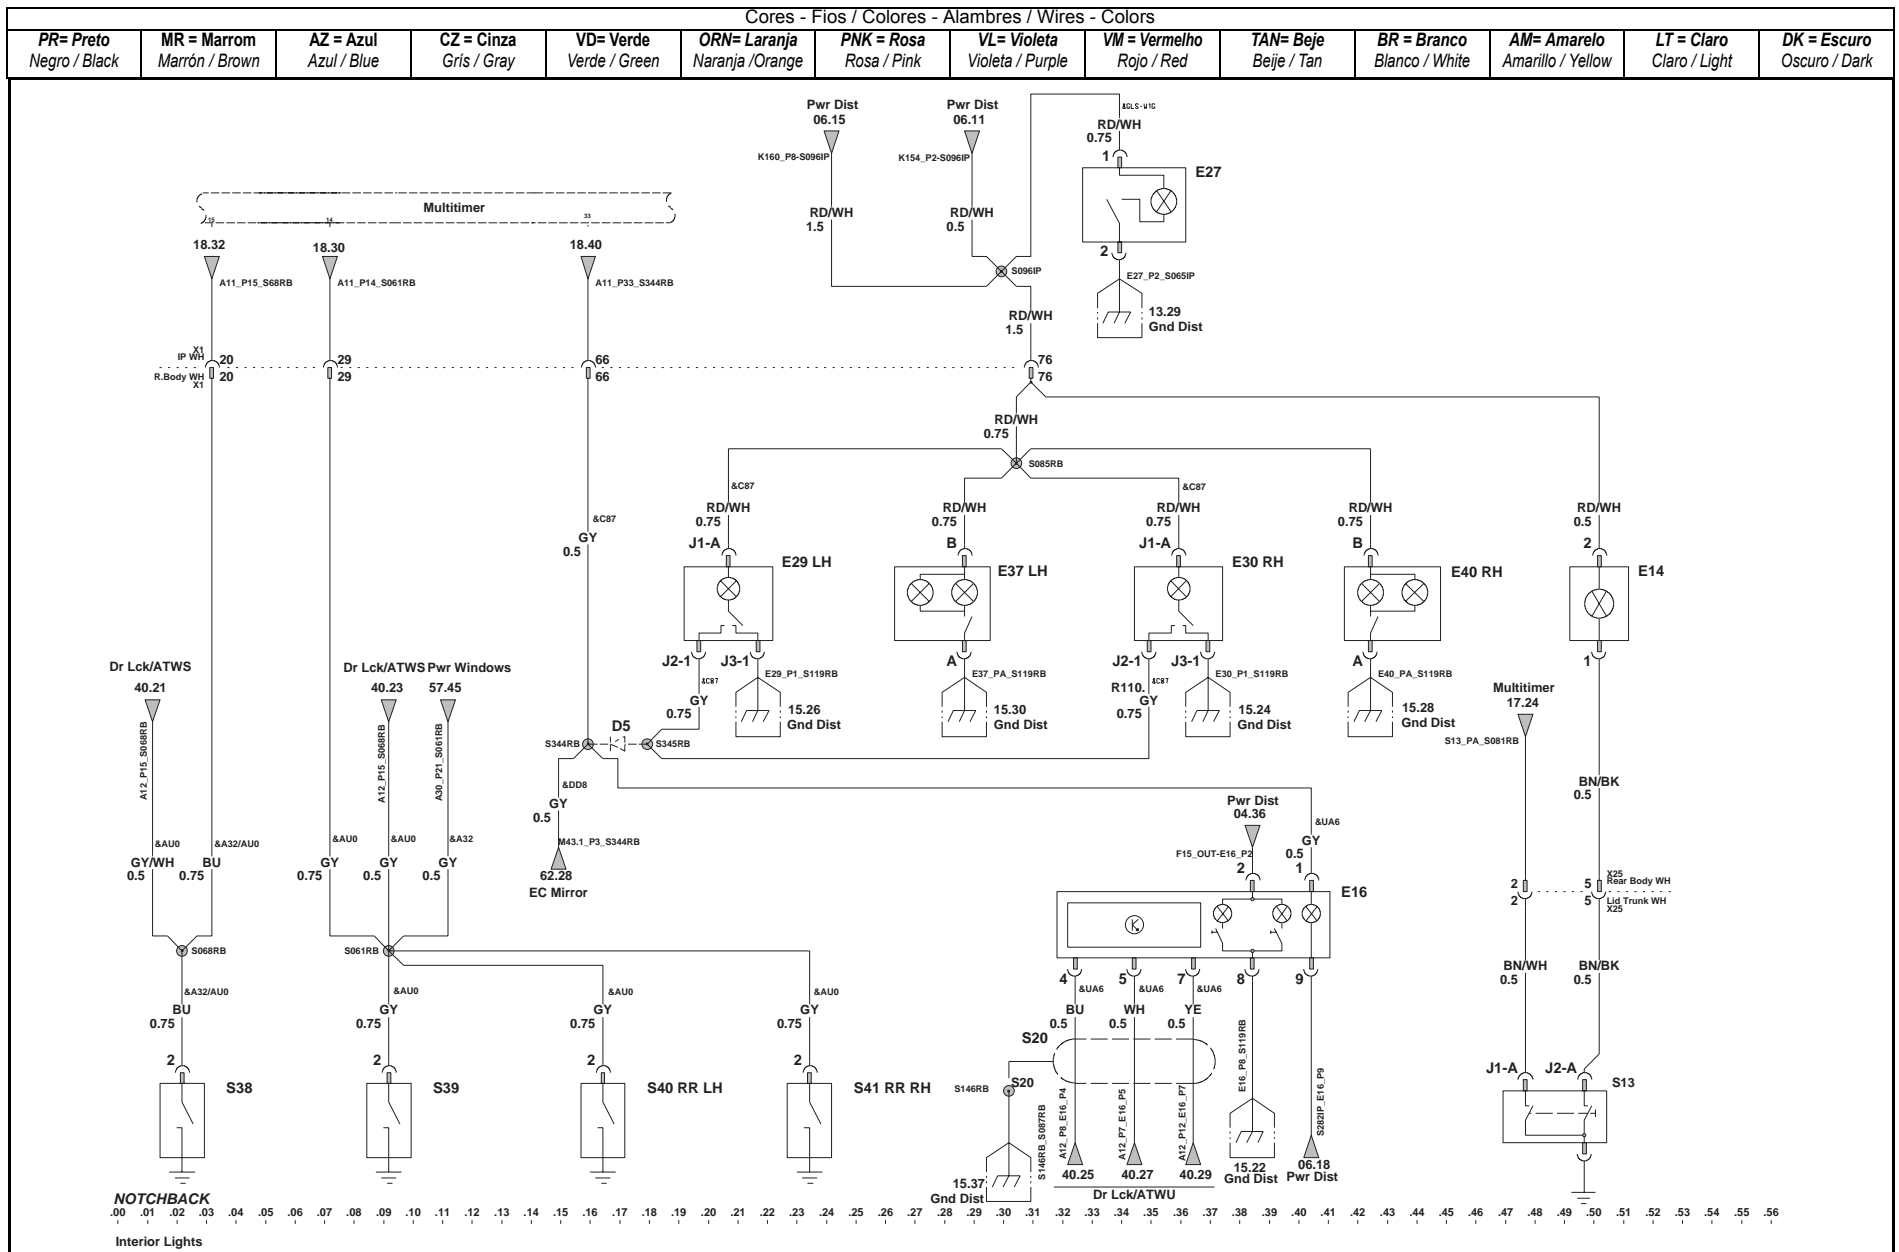 Cores - Fios / Colores - Alambres / Wires - Colors
PR= Preto
Negro / Black
MR = Marrom
Marrón / Brown
AZ = Azul
Azul / Blue
CZ = Cinza
Grís / Gray
VD= Verde
Verde / Green
ORN= Laranja
Naranja /Orange
PNK = Rosa
Rosa / Pink
VL= Violeta
Violeta / Purple
VM = Vermelho
Rojo / Red
TAN= Beje
Beije / Tan
BR = Branco
Blanco / White
AM= Amarelo
Amarillo / Yellow
LT = Claro
Claro / Light
DK = Escuro
Oscuro / Dark
Pwr Dist
06.15
K160_P8-S096IP
Pwr Dist
06.11
K154_P2-S096IP
RD/WH
0.75
1
E27
Multitimer
15
14
33
RD/WH
1.5
RD/WH
0.5
2
18.32
18.30
18.40
A11_P15_S68RB
A11_P14_S061RB
A11_P33_S344RB
S096IP
E27_P2_S065IP
13.29
Gnd Dist
RD/WH
1.5
X1
IP WH
20
29
66
76
R.Body WH
X1
20
29
66
76
RD/WH
0.75
S085RB
&C87
&C87
RD/WH
0.75
RD/WH
0.75
RD/WH
0.75
RD/WH
0.75
RD/WH
0.5
&C87
GY
0.5
J1-A
B
J1-A
B
2
E29 LH
E37 LH
E30 RH
E40 RH
E14
J2-1
J3-1
A
J2-1
J3-1
A
1
E29_P1_S119RB
E37_PA_S119RB
E30_P1_S119RB
E40_PA_S119RB
&C87
GY
0.75
R110.
&C87
GY
0.75
15.26
Gnd Dist
15.30
Gnd Dist
15.24
Gnd Dist
15.28
Gnd Dist
Dr Lck/ATWS
40.21
A12_P15_S068RB
Dr Lck/ATWS
40.23
A12_P15_S068RB
Pwr Windows
57.45
A30_P21_S061RB
Multitimer
17.24
S13_PA_S081RB
S344RB
D5
S345RB
&DD8
GY
0.5
M43.1_P3_S344RB
62.28
EC Mirror
BN/BK
0.5
Pwr Dist
04.36
F15_OUT-E16_P2
2
&UA6
GY
0.5
1
E16
&AU0
GY/WH
0.5
&A32/AU0
BU
0.75
&AU0
GY
0.75
&AU0
GY
0.5
&A32
GY
0.5
2
5
X25
Rear Body WH
2
5
Lid Trunk WH
X25
S068RB
S061RB
K
4
5
7
8
9
&UA6
&UA6
&UA6
BU
0.5
WH
0.5
YE
0.5
BN/WH
0.5
BN/BK
0.5
&A32/AU0
BU
0.75
&AU0
GY
0.75
&AU0
GY
0.75
&AU0
GY
0.75
2
2
2
2
S38
S39
S40 RR LH
S41 RR RH
S20
S146RB
S20
S146RB_S087RB
A12_P8_E16_P4
A12_P7_E16_P5
A12_P12_E16_P7
E16_P8_S119RB
S282IP_E16_P9
J1-A
J2-A
S13
15.37
Gnd Dist
40.25
40.27
40.29
Dr Lck/ATWU
15.22
Gnd Dist
06.18
Pwr Dist
NOTCHBACK
.00 .01 .02 .03 .04 .05 .06 .07 .08 .09 .10 .11 .12 .13 .14 .15 .16 .17 .18 .19 .20 .21 .22 .23 .24 .25 .26 .27 .28 .29 .30 .31 .32 .33 .34 .35 .36 .37 .38 .39 .40 .41 .42 .43 .44 .45 .46 .47 .48 .49 .50 .51 .52 .53 .54 .55 .56
Interior Lights